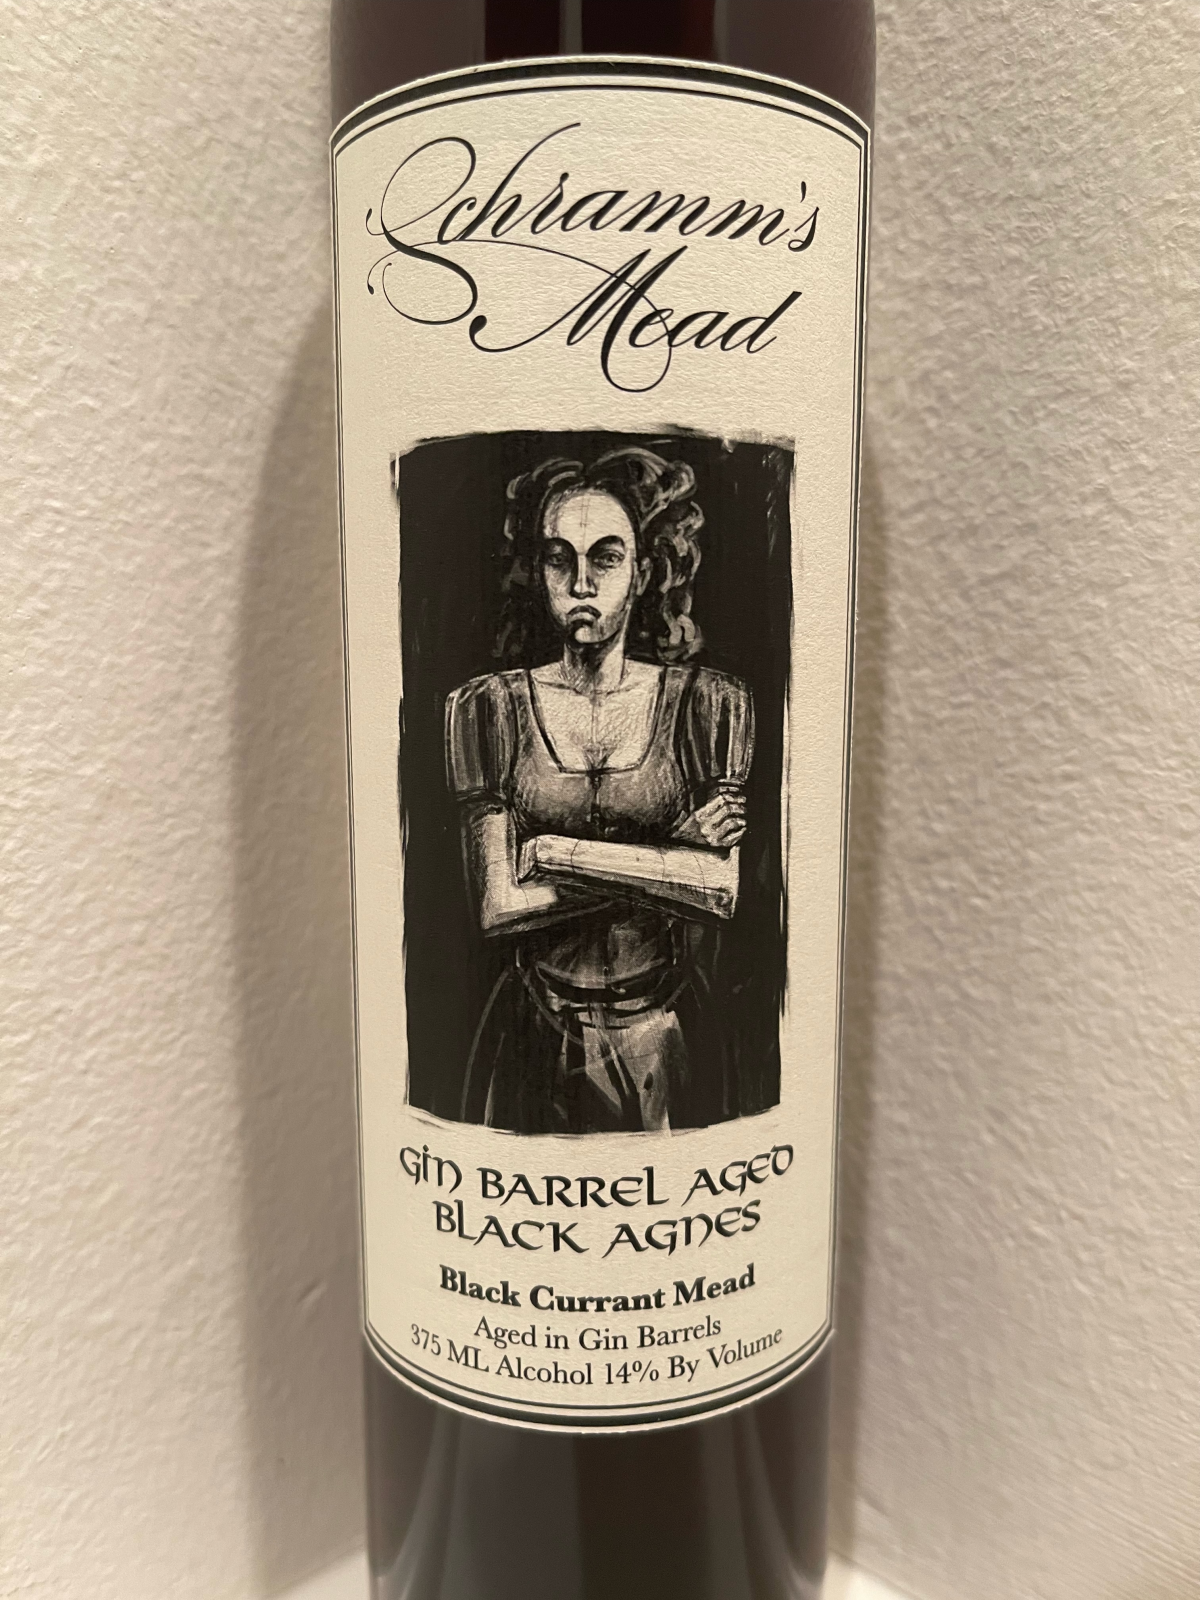 Schramm's
Mead
Gin Barrel Aged
Black Agnes
Black Currant Mead
Aged in Gin Barrels
375 ML Alcohol 14% By Volume